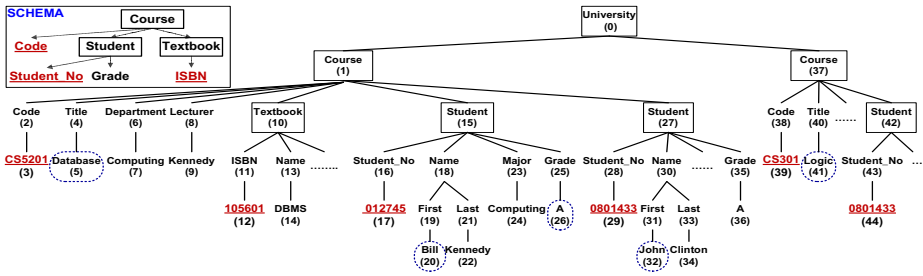 SCHEMA
Course
Code Student Textbook
Student_No Grade ISBN
University
(0)
Course Course
(1) (37)
Code Title Department Lecturer Textbook Student Student Code Title ...... Student
(2) (4) (6) (8) (10) (15) (27) (38) (40) (42)
CS5201 Database Computing Kennedy ISBN Name ........ Student_No Name Major Grade Student_No Name ........ Grade CS301 Logic Student_No ...
(3) (5) (7) (9) (11) (13) (16) (18) (23) (25) (28) (30) (35) (39) (41) (43)
105601 DBMS 012745 First Last Computing A 0801433 First Last A 0801433
(12) (14) (17) (19) (21) (24) (26) (29) (31) (33) (36) (44)
Bill Kennedy John Clinton
(20) (22) (32) (34)